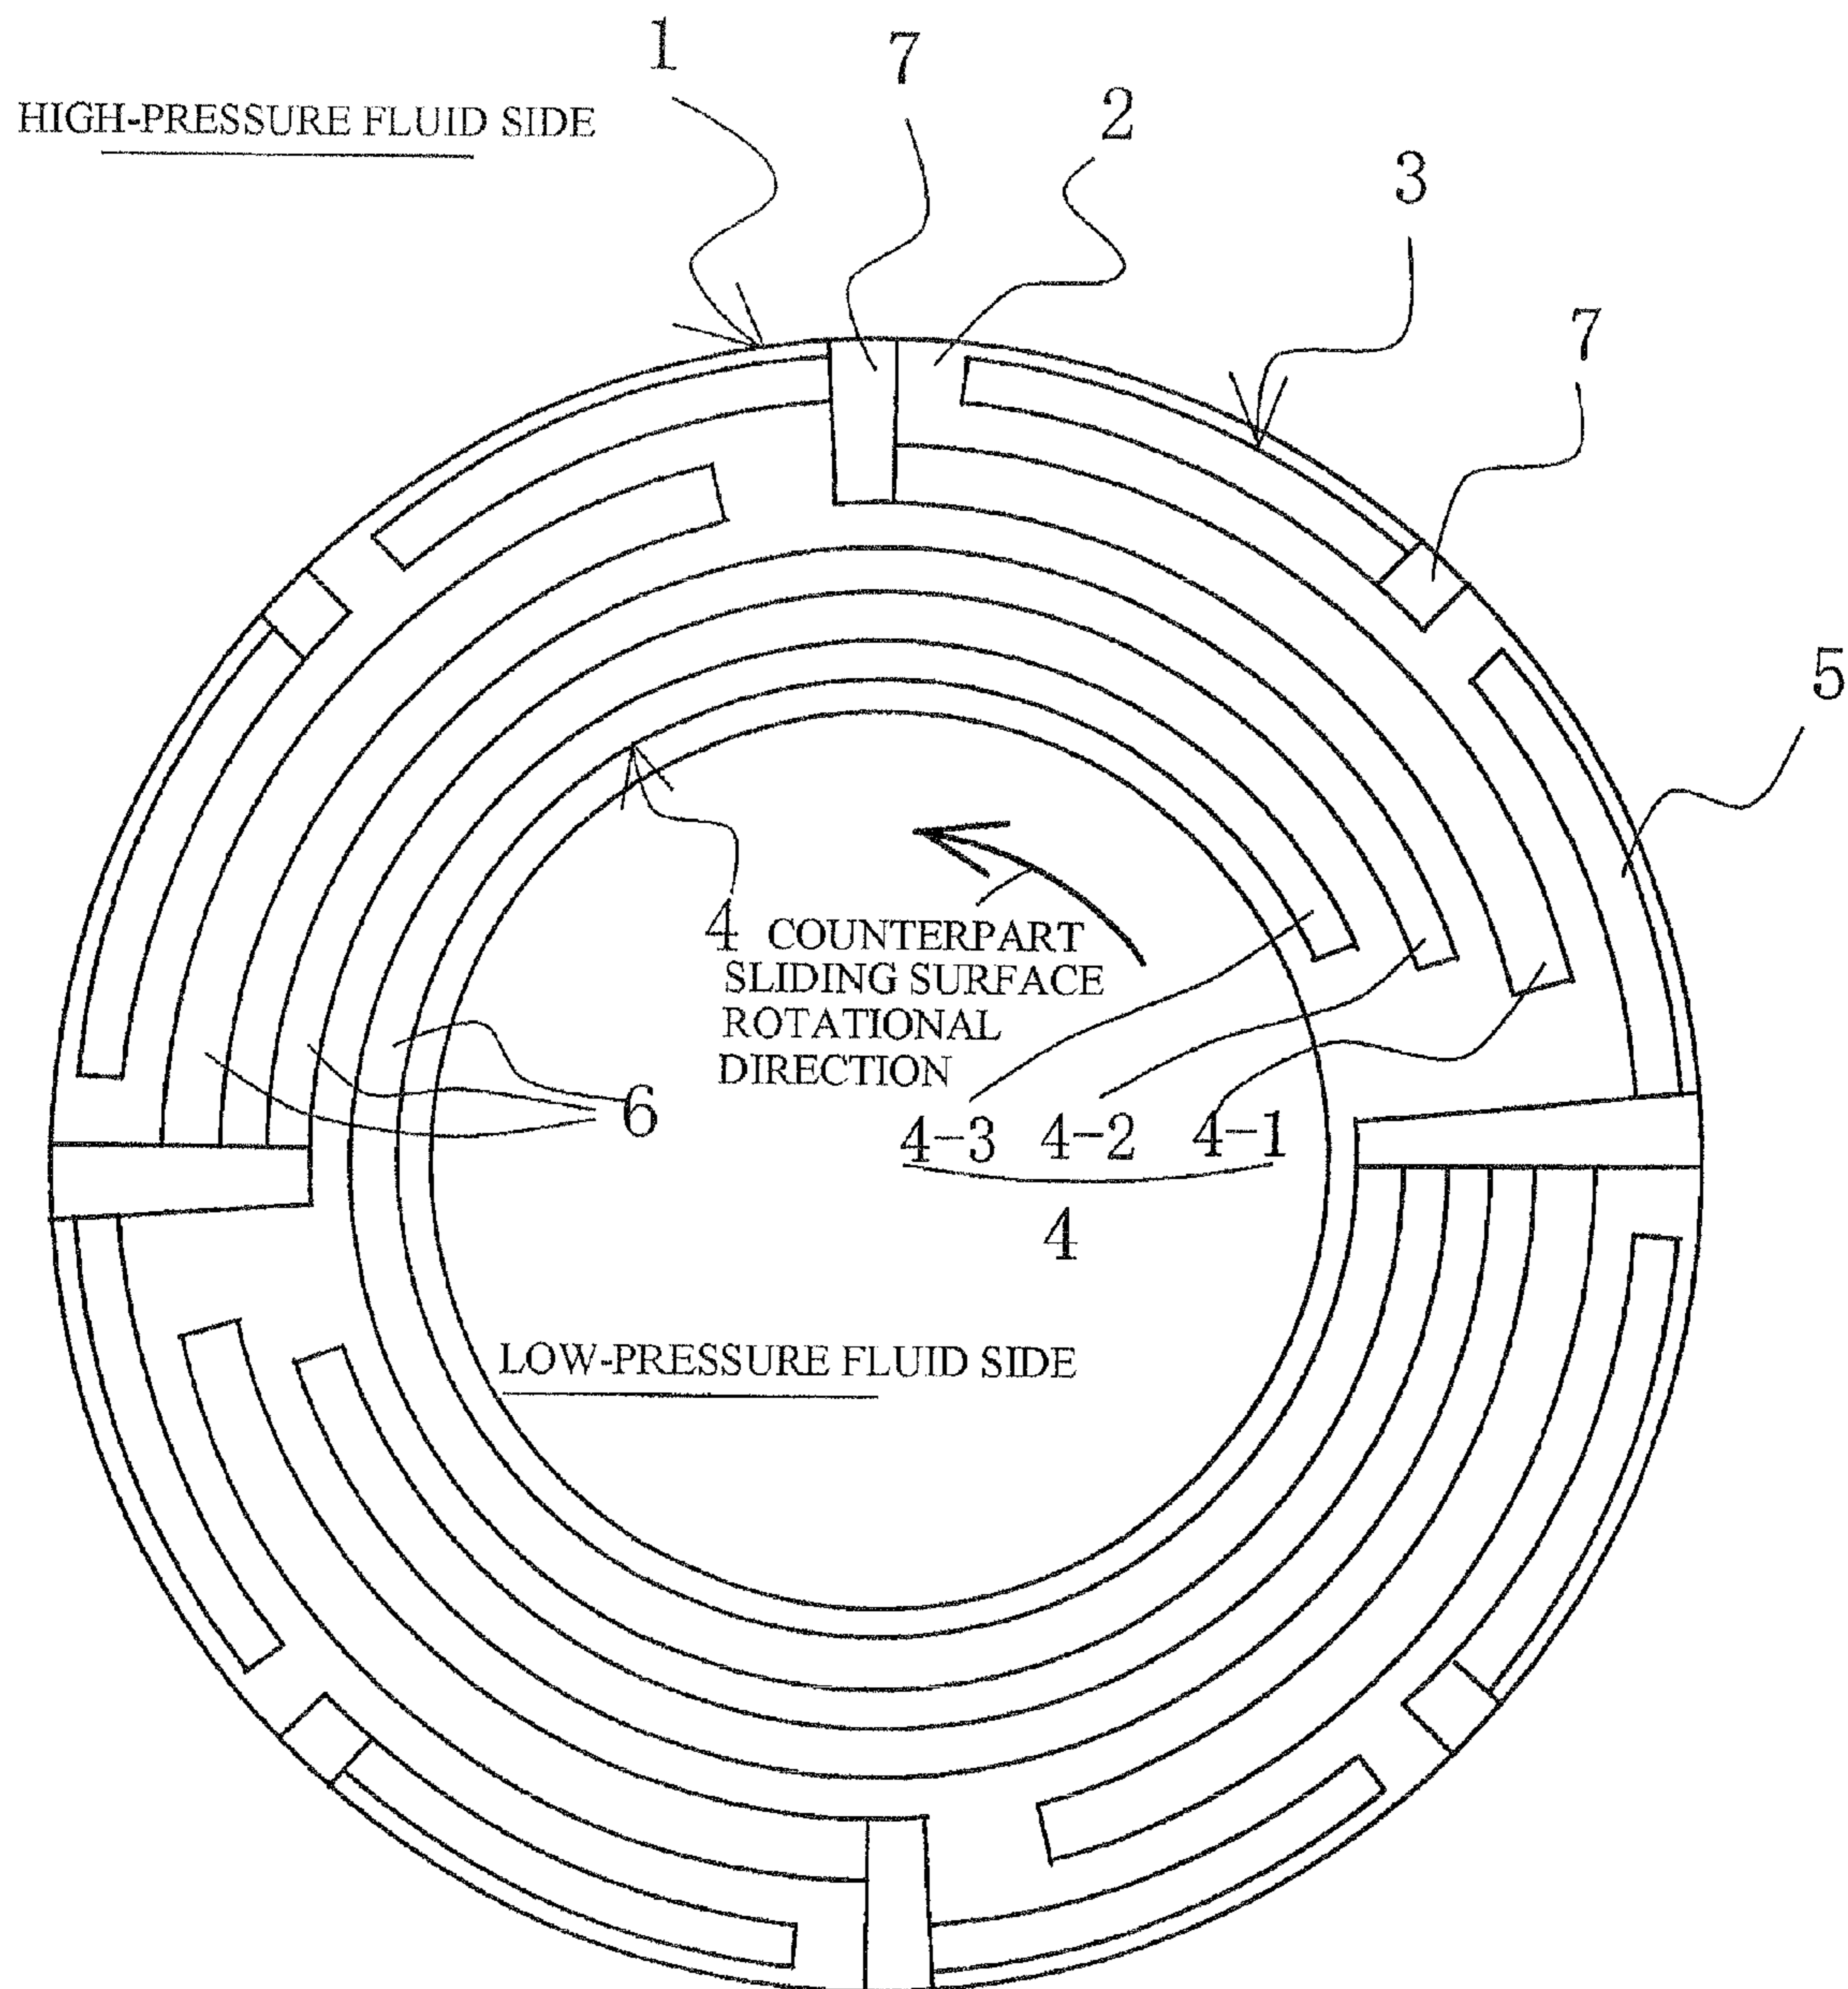 1
7
2
HIGH-PRESSURE FLUID SIDE
3
7
5
4 COUNTERPART
SLIDING SURFACE
ROTATIONAL
DIRECTION
6
4-3 4-2 4-1
4
LOW-PRESSURE FLUID SIDE